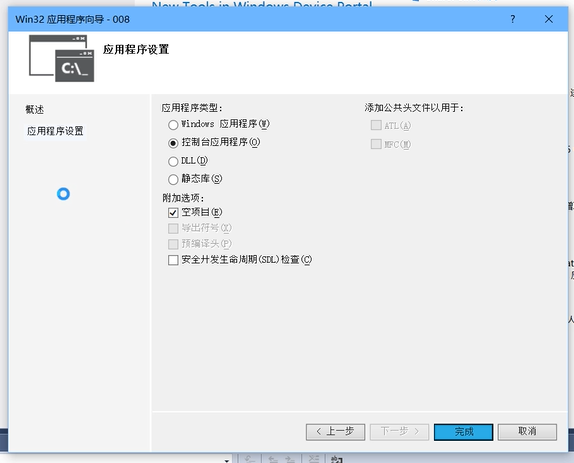 New Tools in Windows Device Portal
Win32 应用程序向导 - 008
?
C:\_
应用程序设置
概述
应用程序设置
应用程序类型:
Windows 应用程序(W)
控制台应用程序(O)
DLL(D)
静态库(S)
附加选项:
空项目(E)
导出符号(X)
预编译头(P)
安全开发生命周期(SDL)检查(C)
添加公共头文件以用于:
ATL(A)
MFC(M)
< 上一步
下一步 >
完成
取消